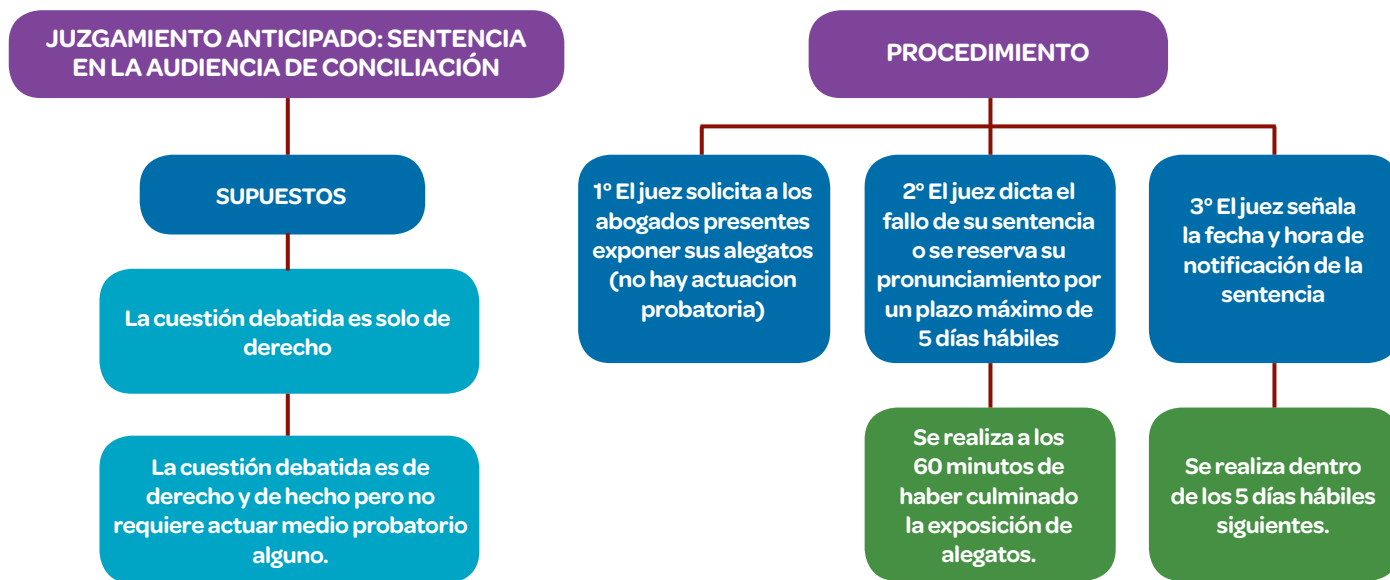 JUZGAMIENTO ANTICIPADO: SENTENCIA
EN LA AUDIENCIA DE CONCILIACIÓN
SUPUESTOS
La cuestión debatida es solo de
derecho
La cuestión debatida es de
derecho y de hecho pero no
requiere actuar medio probatorio
alguno.
PROCEDIMIENTO
1º El juez solicita a los
abogados presentes
exponer sus alegatos
(no hay actuacion
probatoria)
2º El juez dicta el
fallo de su sentencia
o se reserva su
pronunciamiento por
un plazo máximo de
5 días hábiles
Se realiza a los
60 minutos de
haber culminado
la exposición de
alegatos.
3º El juez señala
la fecha y hora de
notificación de la
sentencia
Se realiza dentro
de los 5 días hábiles
siguientes.